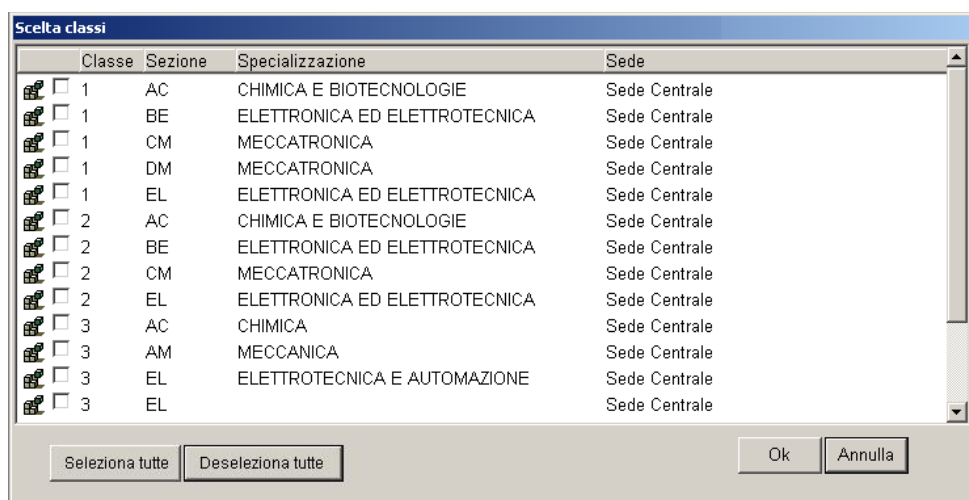 Scelta classi
Classe Sezione Specializzazione Sede
1 AC CHIMICA E BIOTECNOLOGIE Sede Centrale
1 BE ELETTRONICA ED ELETTROTECNICA Sede Centrale
1 CM MECCATRONICA Sede Centrale
1 DM MECCATRONICA Sede Centrale
1 EL ELETTRONICA ED ELETTROTECNICA Sede Centrale
2 AC CHIMICA E BIOTECNOLOGIE Sede Centrale
2 BE ELETTRONICA ED ELETTROTECNICA Sede Centrale
2 CM MECCATRONICA Sede Centrale
2 EL ELETTRONICA ED ELETTROTECNICA Sede Centrale
3 AC CHIMICA Sede Centrale
3 AM MECCANICA Sede Centrale
3 EL ELETTROTECNICA E AUTOMAZIONE Sede Centrale
3 EL Sede Centrale
Seleziona tutte Deseleziona tutte Ok Annulla